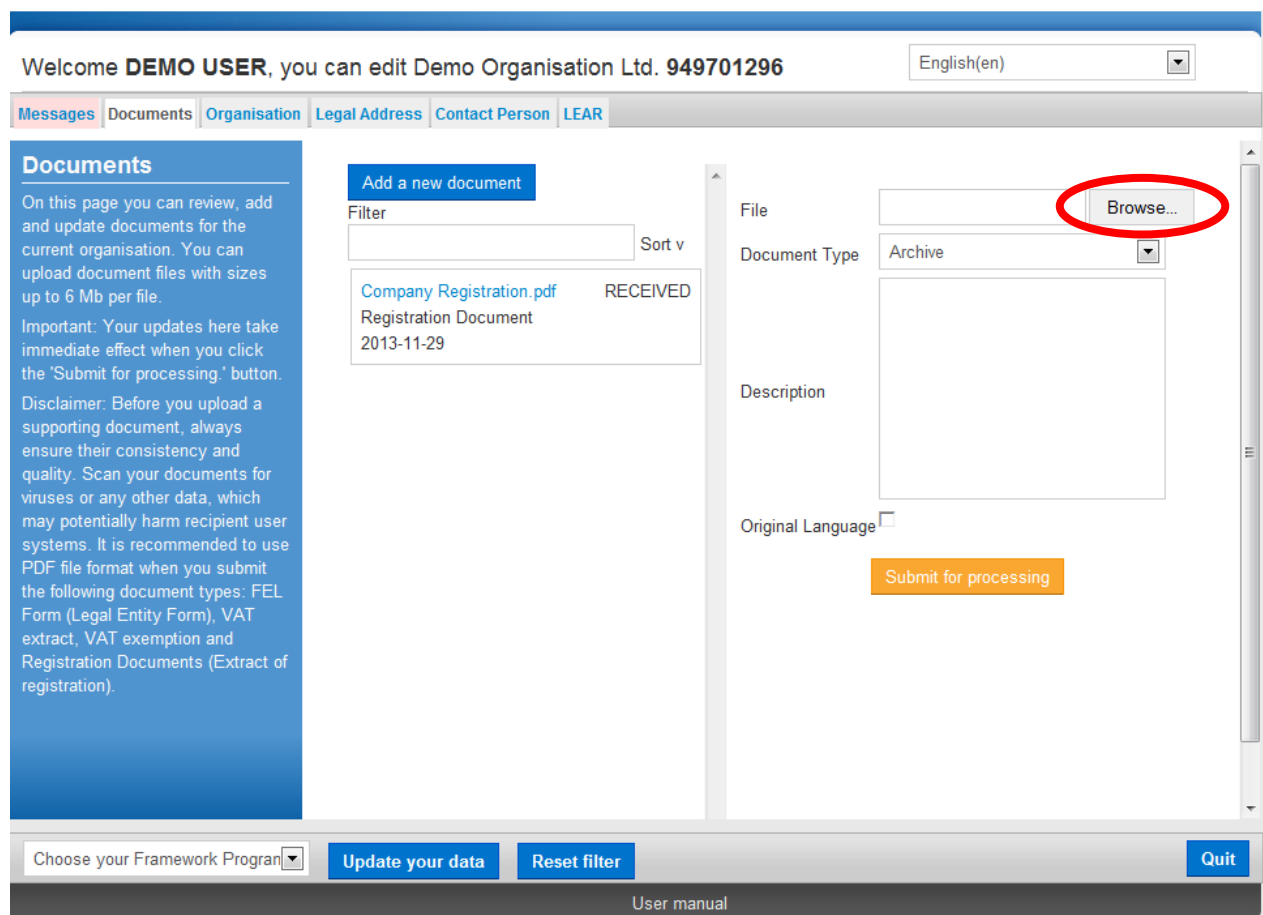 Welcome DEMO USER, you can edit Demo Organisation Ltd. 949701296
English(en)
Messages Documents Organisation Legal Address Contact Person LEAR
Documents
On this page you can review, add
and update documents for the
current organisation. You can
upload document files with sizes
up to 6 Mb per file.
Important: Your updates here take
immediate effect when you click
the 'Submit for processing.' button.
Disclaimer: Before you upload a
supporting document, always
ensure their consistency and
quality. Scan your documents for
viruses or any other data, which
may potentially harm recipient user
systems. It is recommended to use
PDF file format when you submit
the following document types: FEL
Form (Legal Entity Form), VAT
extract, VAT exemption and
Registration Documents (Extract of
registration).
Add a new document
Filter
Sort v
Company Registration.pdf RECEIVED
Registration Document
2013-11-29
File Browse...
Document Type Archive
Description
Original Language
Submit for processing
Choose your Framework Progran Update your data Reset filter Quit
User manual